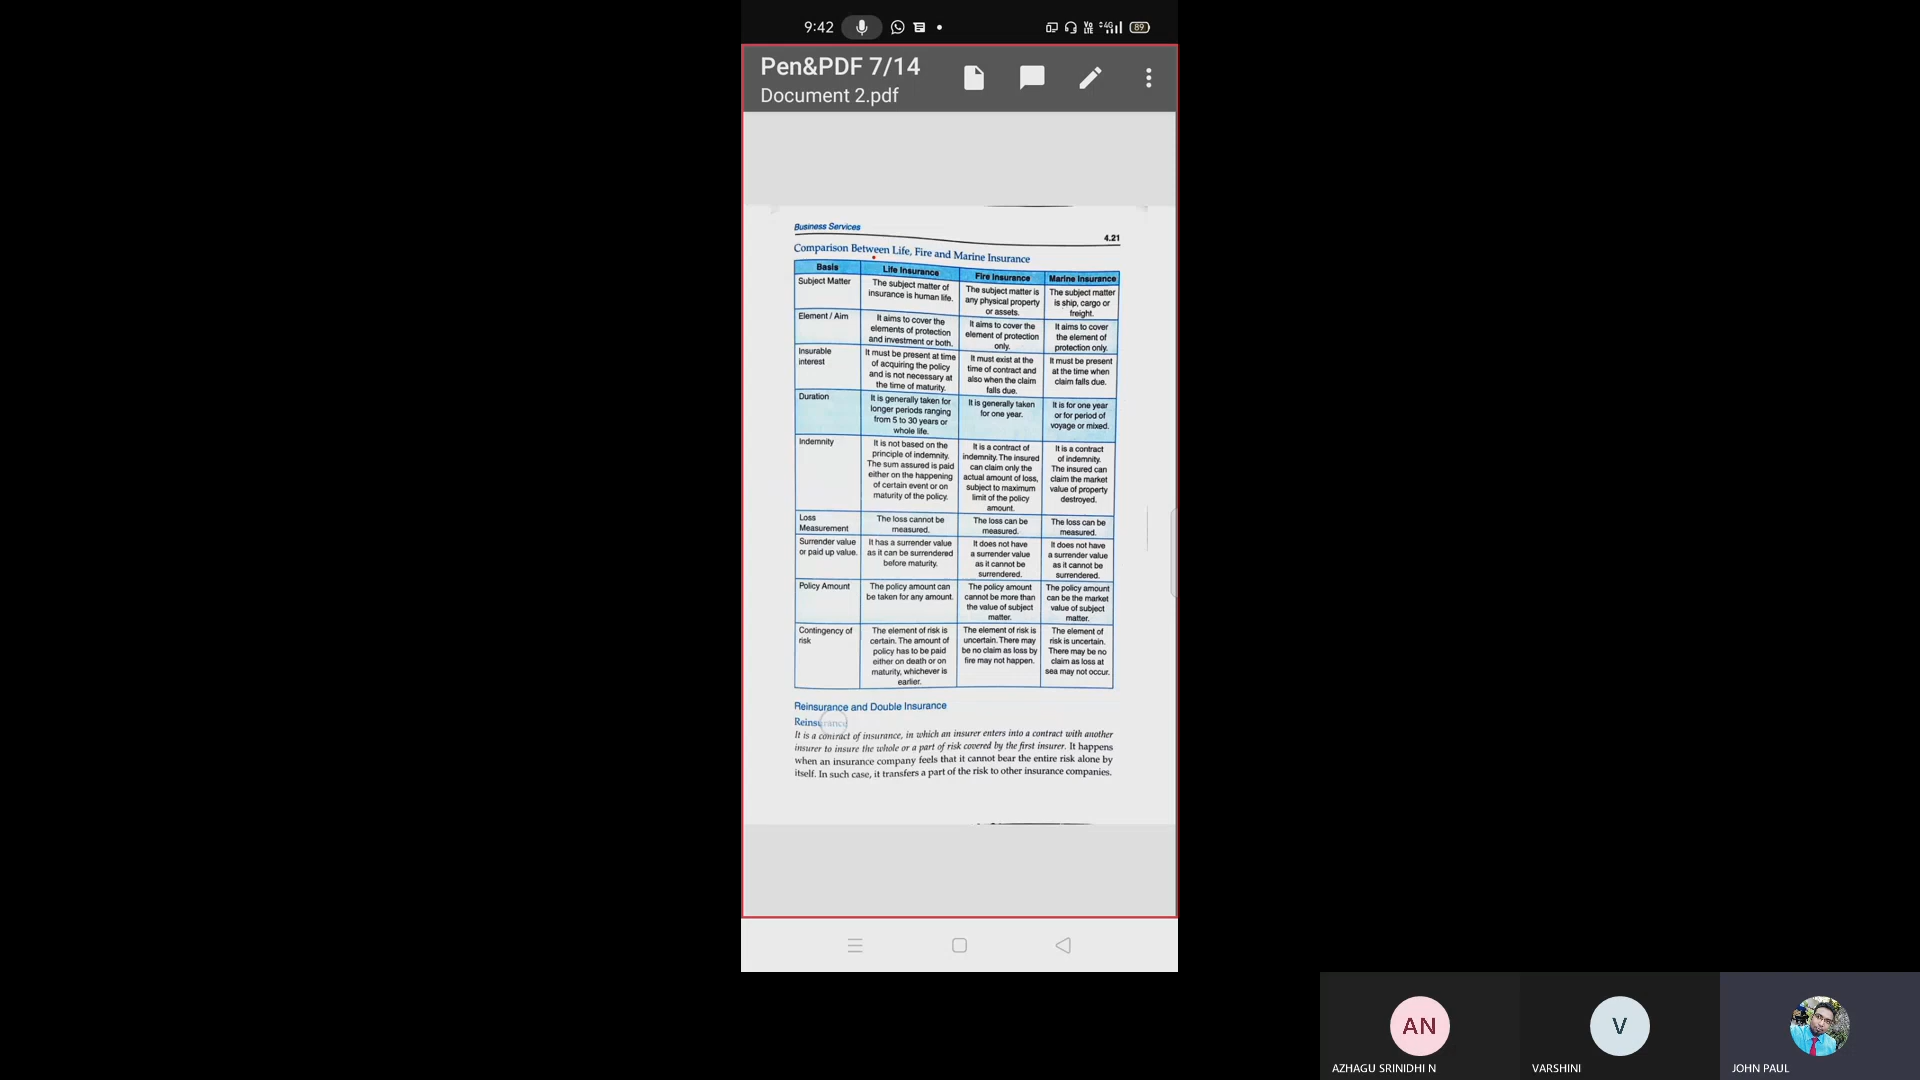 9:42
VoLTE 4G 89
Pen&PDF 7/14
Document 2.pdf
Business Services
4.21
Comparison Between Life, Fire and Marine Insurance
Basis
Life Insurance
Fire Insurance
Marine Insurance
Subject Matter
The subject matter of
insurance is human life.
The subject matter is
any physical property
or assets.
The subject matter
is ship, cargo or
freight.
Element / Aim
It aims to cover the
elements of protection
and investment or both.
It aims to cover the
element of protection
only.
It aims to cover
the element of
protection only.
Insurable
interest
It must be present at time
of acquiring the policy
and is not necessary at
the time of maturity.
It must exist at the
time of contract and
also when the claim
falls due.
It must be present
at the time when
claim falls due.
Duration
It is generally taken for
longer periods ranging
from 5 to 30 years or
whole life.
It is generally taken
for one year.
It is for one year
or for period of
voyage or mixed.
Indemnity
It is not based on the
principle of indemnity.
The sum assured is paid
either on the happening
of certain event or on
maturity of the policy.
It is a contract of
indemnity. The insured
can claim only the
actual amount of loss,
subject to maximum
limit of the policy
amount.
It is a contract
of indemnity.
The insured can
claim the market
value of property
destroyed.
Loss
Measurement
The loss cannot be
measured.
The loss can be
measured.
The loss can be
measured.
Surrender value
or paid up value.
It has a surrender value
as it can be surrendered
before maturity.
It does not have
a surrender value
as it cannot be
surrendered.
It does not have
a surrender value
as it cannot be
surrendered.
Policy Amount
The policy amount can
be taken for any amount.
The policy amount
cannot be more than
the value of subject
matter.
The policy amount
can be the market
value of subject
matter.
Contingency of
risk
The element of risk is
certain. The amount of
policy has to be paid
either on death or on
maturity, whichever is
earlier.
The element of risk is
uncertain. There may
be no claim as loss by
fire may not happen.
The element of
risk is uncertain.
There may be no
claim as loss at
sea may not occur.
Reinsurance and Double Insurance
Reinsurance
It is a contract of insurance, in which an insurer enters into a contract with another
insurer to insure the whole or a part of risk covered by the first insurer. It happens
when an insurance company feels that it cannot bear the entire risk alone by
itself. In such case, it transfers a part of the risk to other insurance companies.
AN
V
AZHAGU SRINIDHI N
VARSHINI
JOHN PAUL